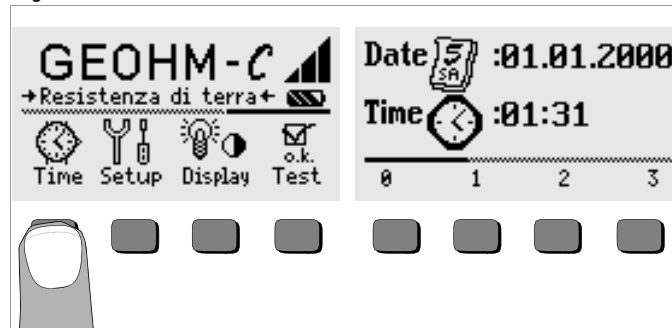 GEOHM-C
→Resistenza di terra←
Time Setup Display Test
o.k.
Date 5 SA :01.01.2000
Time :01:31
0 1 2 3